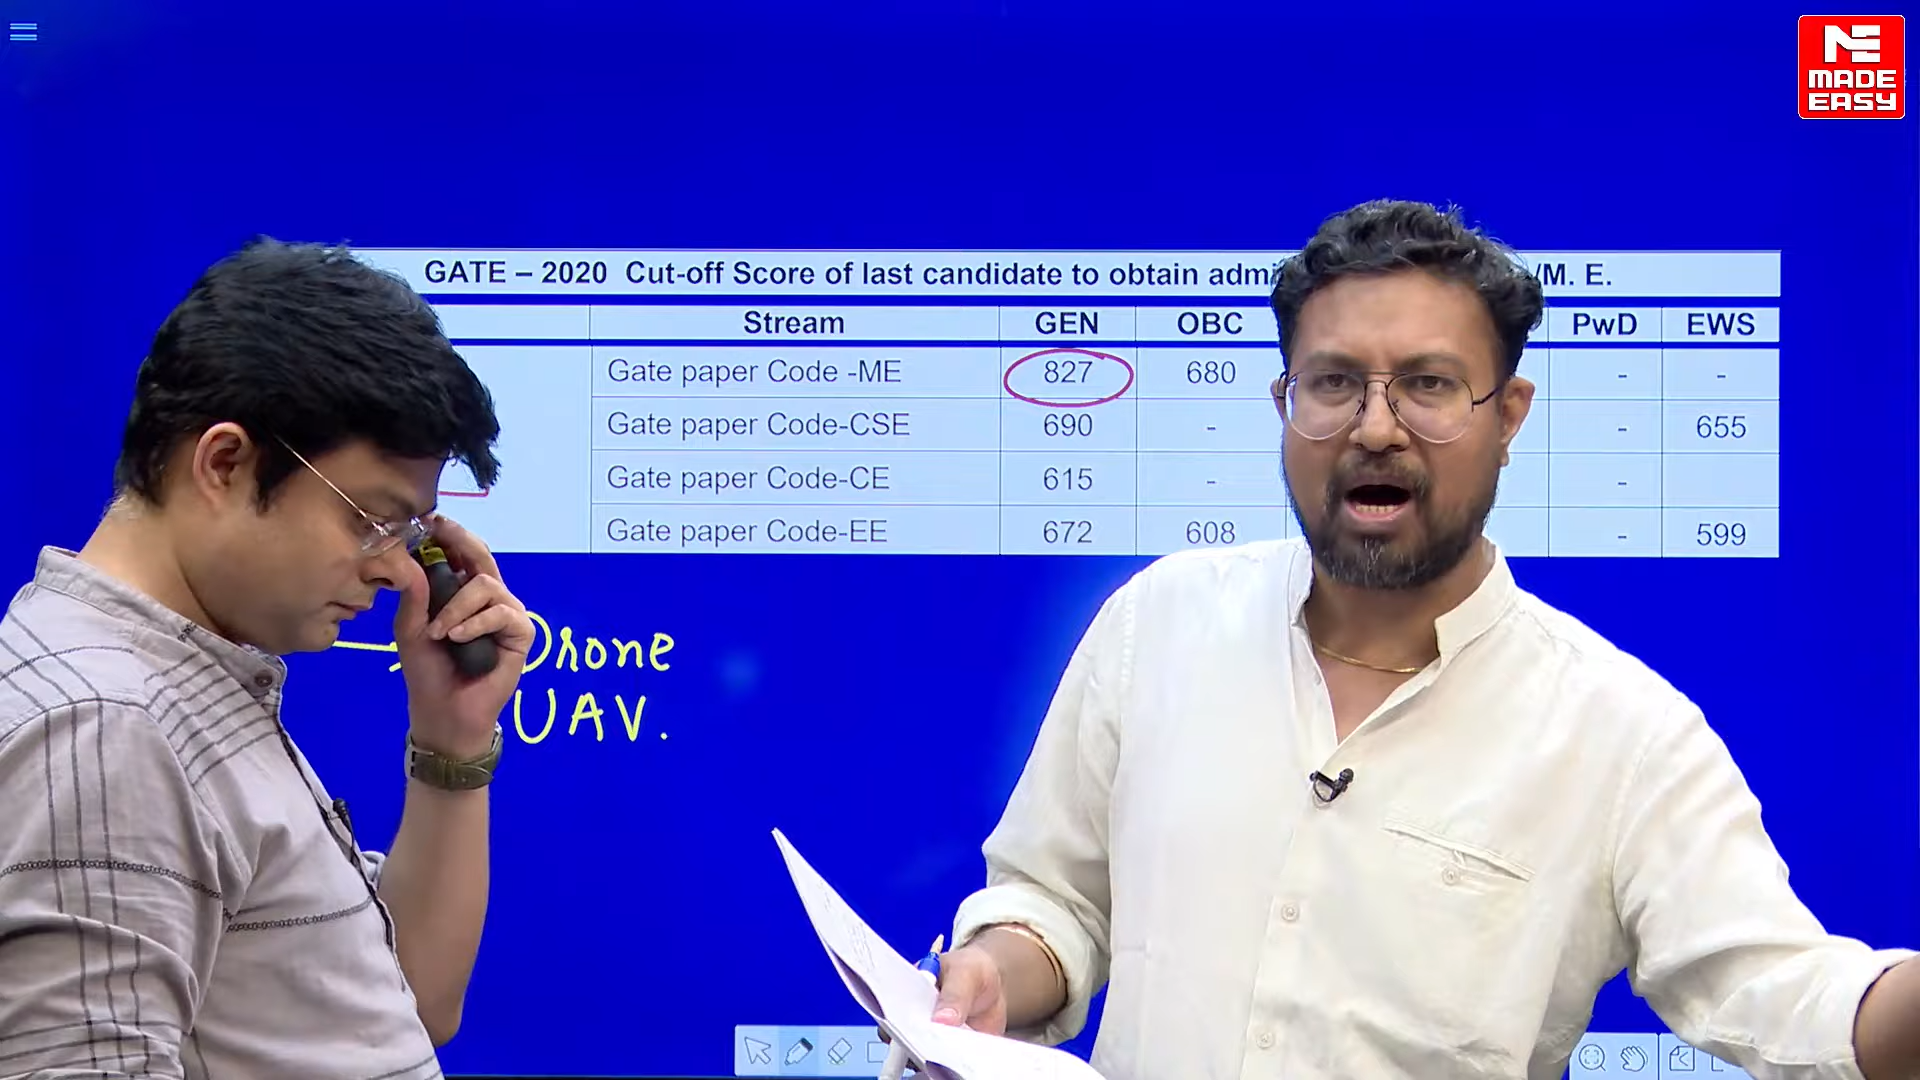 MADE
EASY
GATE – 2020 Cut-off Score of last candidate to obtain /M. E.
Stream GEN OBC PwD EWS
Gate paper Code -ME 827 680 - -
Gate paper Code-CSE 690 - - 655
Gate paper Code-CE 615 - -
Gate paper Code-EE 672 608 - 599
Drone
UAV.